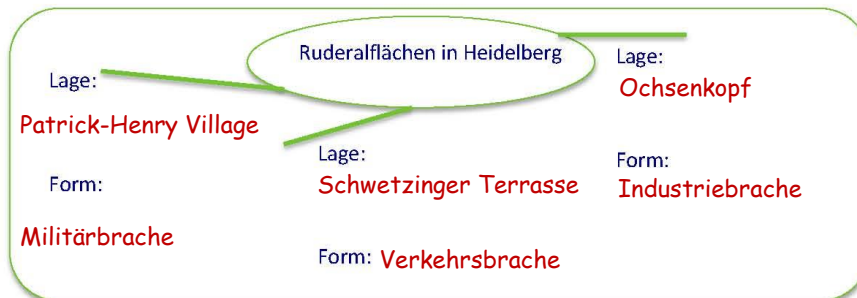 Ruderalflächen in Heidelberg
Lage:
Patrick-Henry Village
Form:
Militärbrache
Lage:
Schwetzinger Terrasse
Form: Verkehrsbrache
Lage:
Ochsenkopf
Form:
Industriebrache